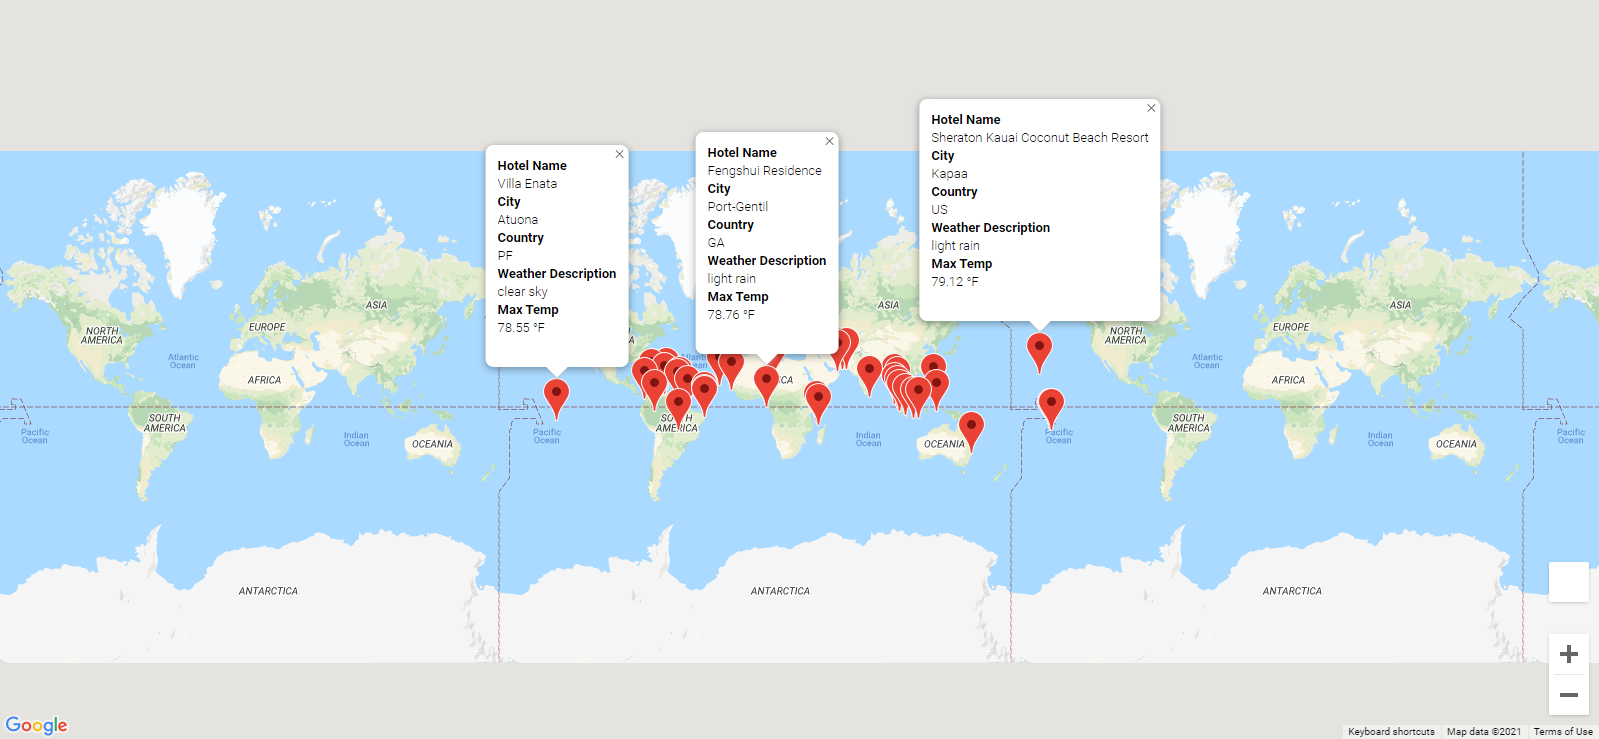 Hotel Name
Villa Enata
City
Atuona
Country
PF
Weather Description
clear sky
Max Temp
78.55 °F
Hotel Name
Fengshui Residence
City
Port-Gentil
Country
GA
Weather Description
light rain
Max Temp
78.76 °F
Hotel Name
Sheraton Kauai Coconut Beach Resort
City
Kapaa
Country
US
Weather Description
light rain
Max Temp
79.12 °F
NORTH
AMERICA
Atlantic
Ocean
EUROPE
ASIA
AFRICA
SOUTH
AMERICA
Pacific
Ocean
Indian
Ocean
OCEANIA
Pacific
Ocean
ASIA
SOUTH
AMERICA
Indian
Ocean
OCEANIA
Pacific
Ocean
NORTH
AMERICA
Atlantic
Ocean
EUROPE
ASIA
AFRICA
SOUTH
AMERICA
Indian
Ocean
OCEANIA
Pacific
Ocean
ANTARCTICA
ANTARCTICA
ANTARCTICA
Google
Keyboard shortcuts
Map data ©2021
Terms of Use